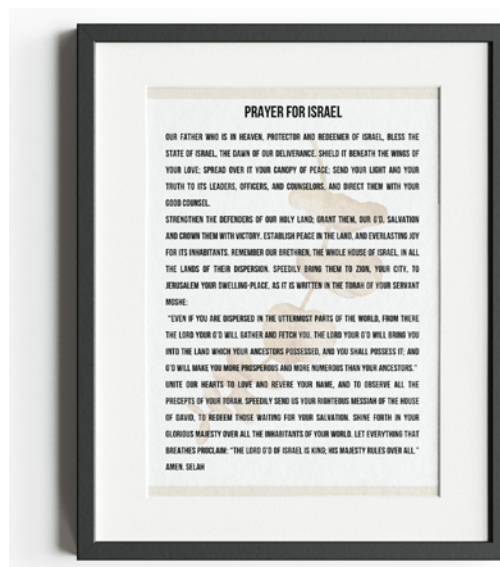 PRAYER FOR ISRAEL
OUR FATHER WHO IS IN HEAVEN, PROTECTOR AND REDEEMER OF ISRAEL, BLESS THE
STATE OF ISRAEL, THE DAWN OF OUR DELIVERANCE. SHIELD IT BENEATH THE WINGS OF
YOUR LOVE; SPREAD OVER IT YOUR CANOPY OF PEACE; SEND YOUR LIGHT AND YOUR
TRUTH TO ITS LEADERS, OFFICERS, AND COUNSELORS, AND DIRECT THEM WITH YOUR
GOOD COUNSEL.
STRENGTHEN THE DEFENDERS OF OUR HOLY LAND; GRANT THEM, OUR G'D, SALVATION
AND CROWN THEM WITH VICTORY. ESTABLISH PEACE IN THE LAND, AND EVERLASTING JOY
FOR ITS INHABITANTS. REMEMBER OUR BRETHREN, THE WHOLE HOUSE OF ISRAEL, IN ALL
THE LANDS OF THEIR DISPERSION. SPEEDILY BRING THEM TO ZION, YOUR CITY, TO
JERUSALEM YOUR DWELLING-PLACE, AS IT IS WRITTEN IN THE TORAH OF YOUR SERVANT
MOSHE:
"EVEN IF YOU ARE DISPERSED IN THE UTTERMOST PARTS OF THE WORLD, FROM THERE
THE LORD YOUR G'D WILL GATHER AND FETCH YOU. THE LORD YOUR G'D WILL BRING YOU
INTO THE LAND WHICH YOUR ANCESTORS POSSESSED, AND YOU SHALL POSSESS IT; AND
G'D WILL MAKE YOU MORE PROSPEROUS AND MORE NUMEROUS THAN YOUR ANCESTORS."
UNITE OUR HEARTS TO LOVE AND REVERE YOUR NAME, AND TO OBSERVE ALL THE
PRECEPTS OF YOUR TORAH. SPEEDILY SEND US YOUR RIGHTEOUS MESSIAH OF THE HOUSE
OF DAVID, TO REDEEM THOSE WAITING FOR YOUR SALVATION. SHINE FORTH IN YOUR
GLORIOUS MAJESTY OVER ALL THE INHABITANTS OF YOUR WORLD. LET EVERYTHING THAT
BREATHES PROCLAIM: "THE LORD G'D OF ISRAEL IS KING; HIS MAJESTY RULES OVER ALL."
AMEN. SELAH